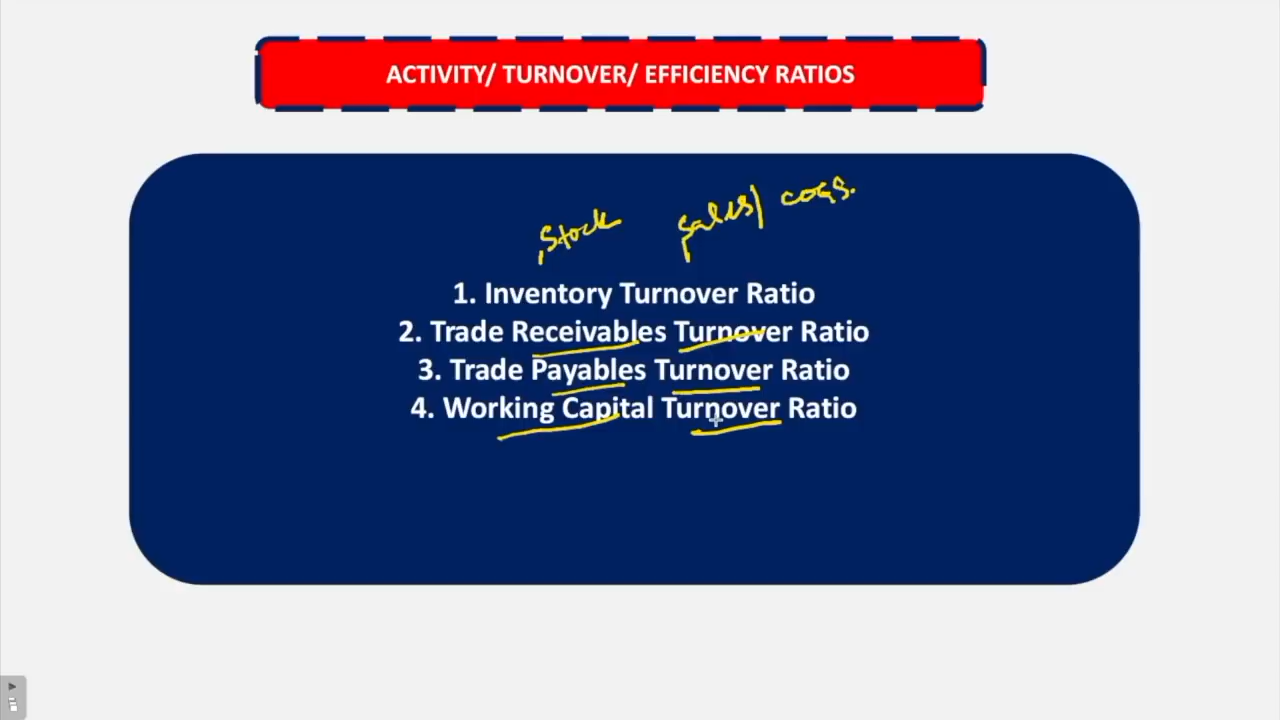 ACTIVITY/ TURNOVER/ EFFICIENCY RATIOS
Stock sales/ COGS.
1. Inventory Turnover Ratio
2. Trade Receivables Turnover Ratio
3. Trade Payables Turnover Ratio
4. Working Capital Turnover Ratio